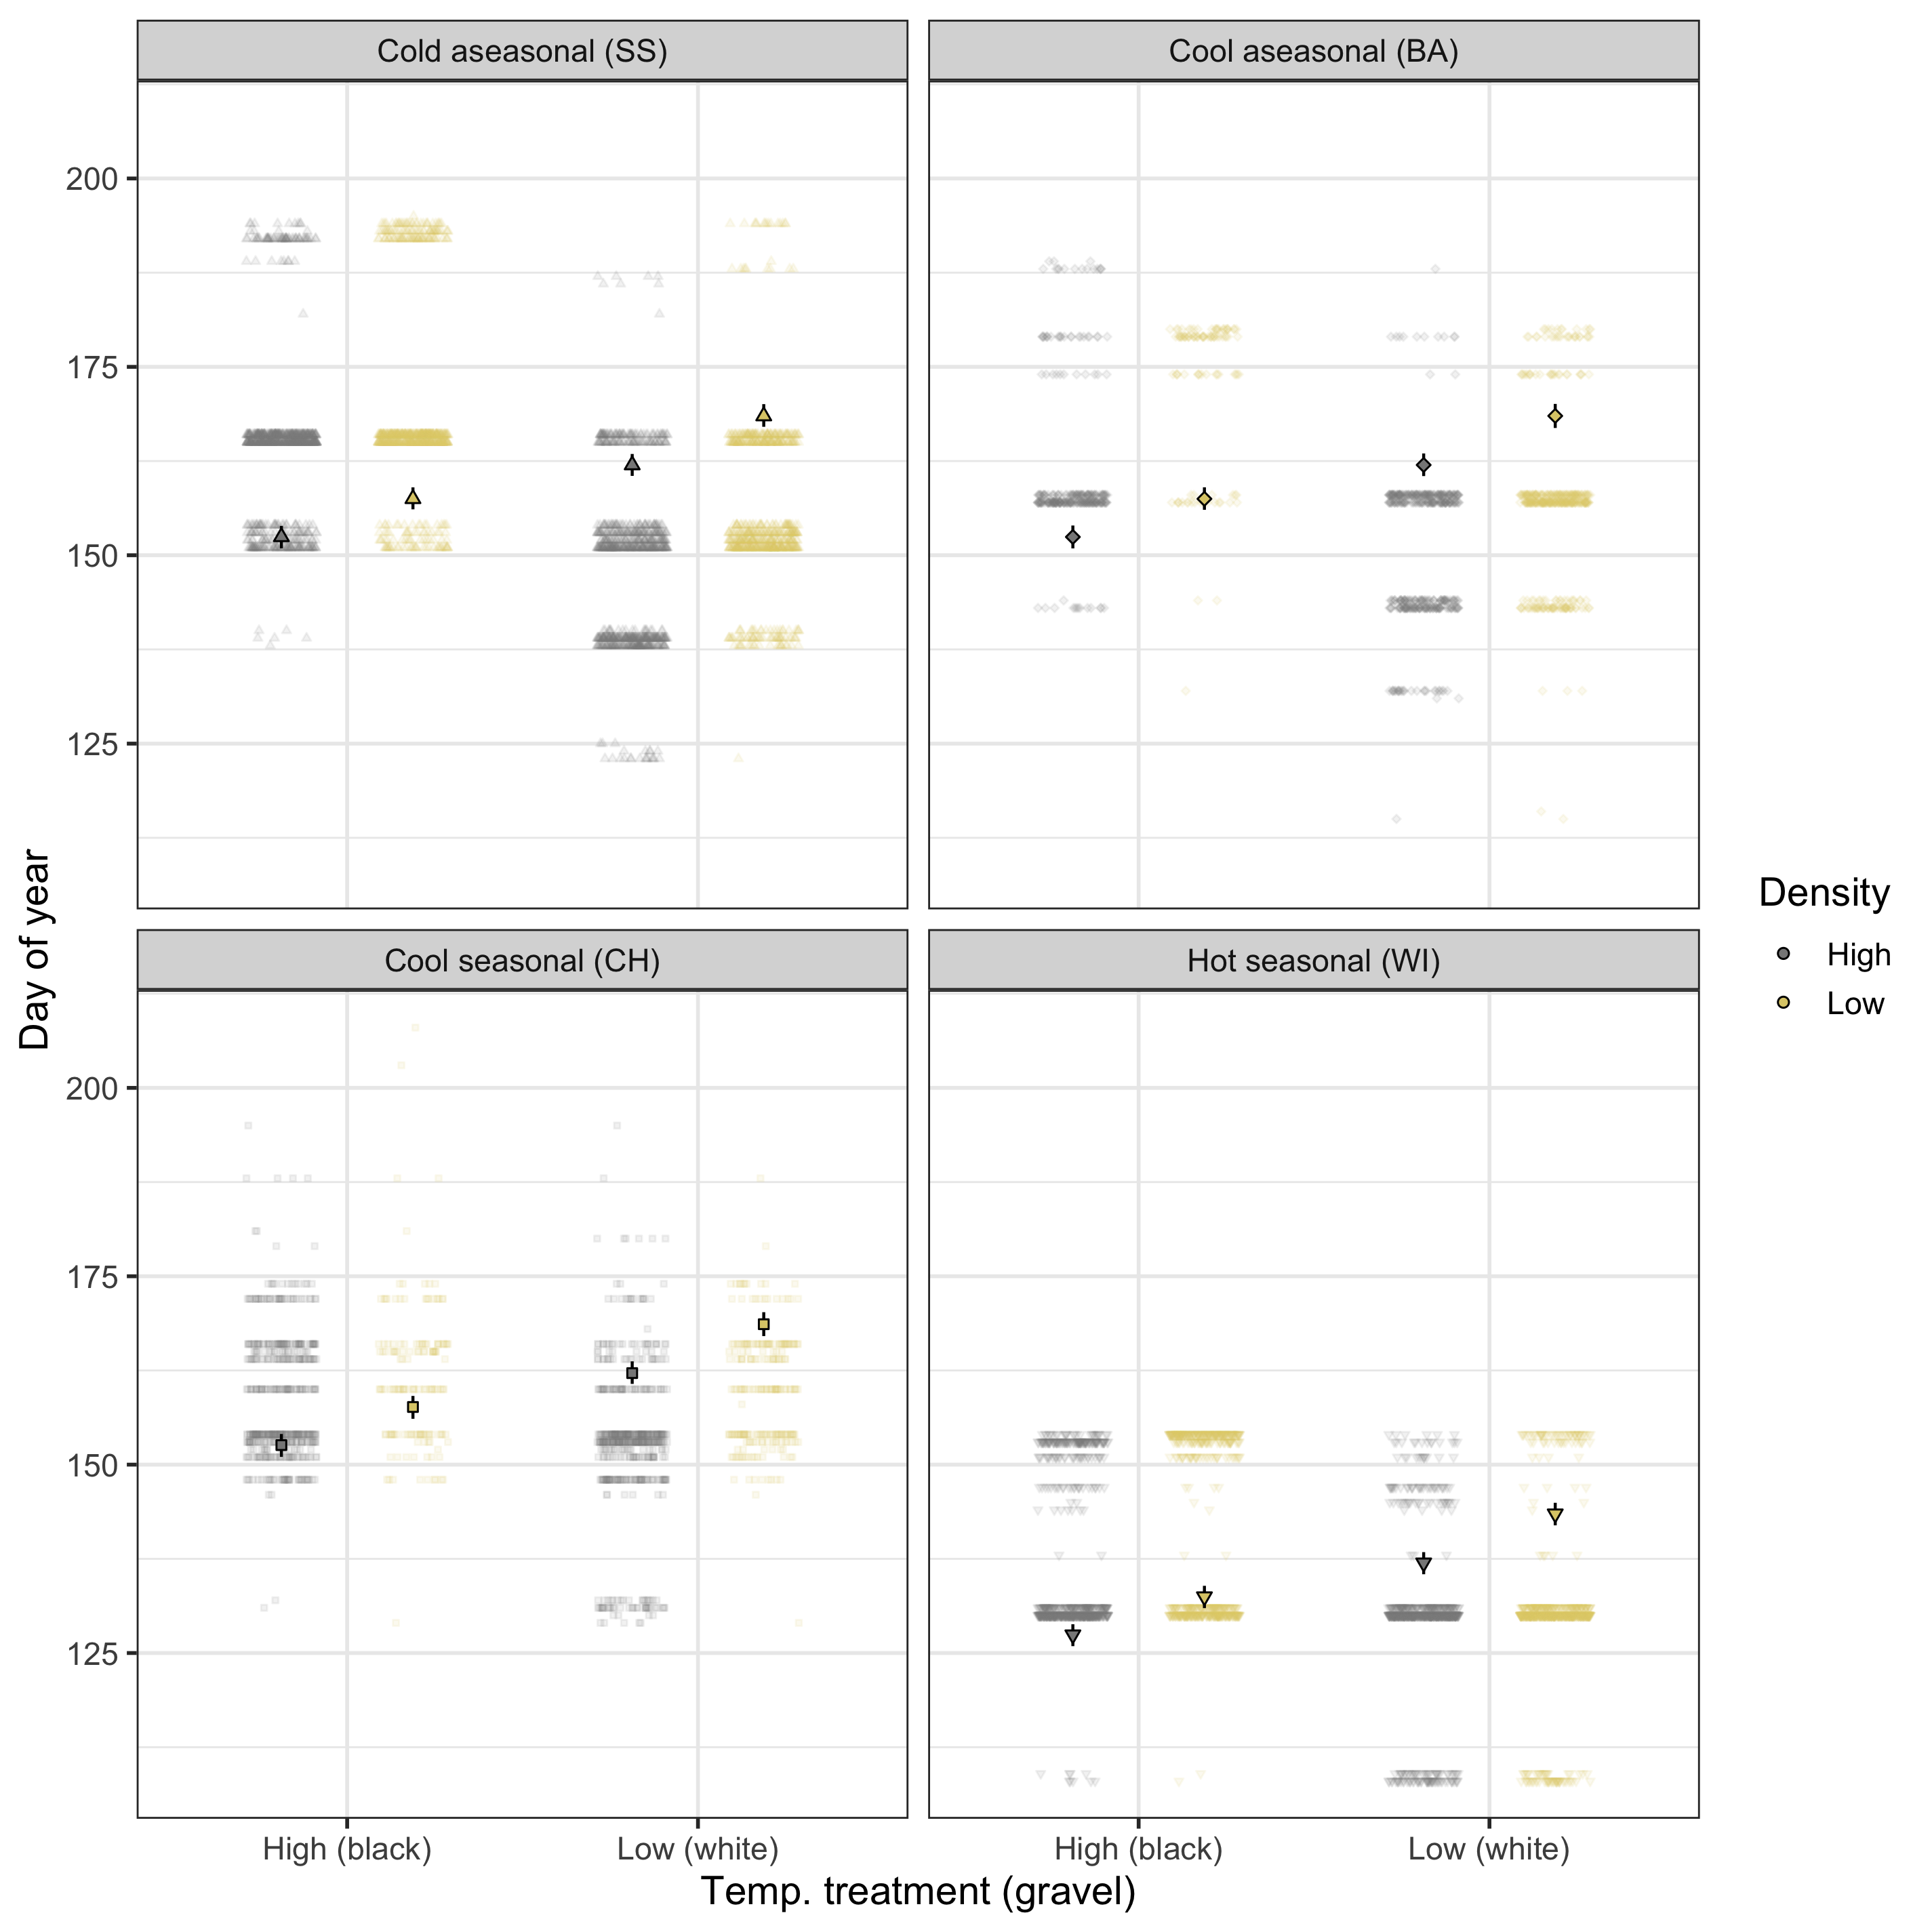 Cold aseasonal (SS)
Cool aseasonal (BA)
200
175
150
125
Cool seasonal (CH)
Hot seasonal (WI)
200
175
150
125
High (black)
Low (white)
High (black)
Low (white)
Temp. treatment (gravel)
Day of year
Density
High
Low